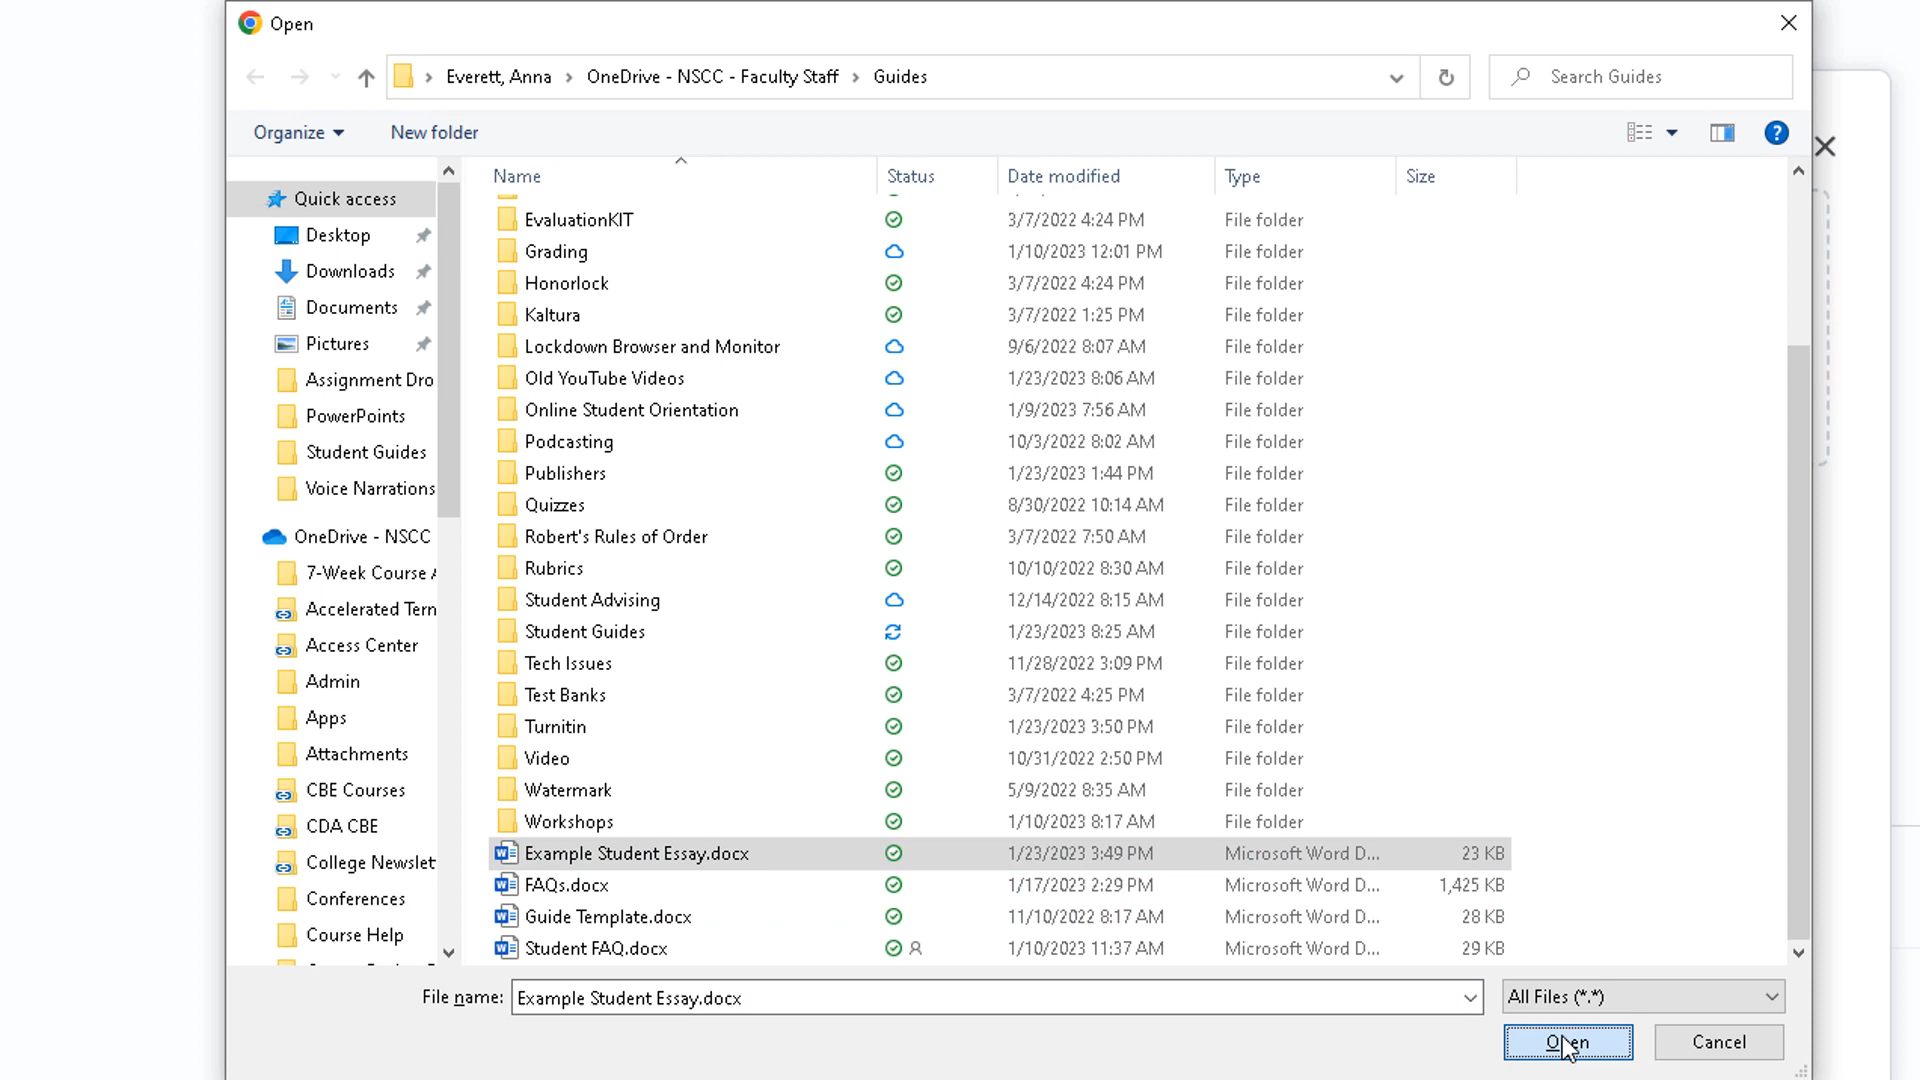 Open
Everett, Anna > OneDrive - NSCC - Faculty Staff > Guides
Search Guides
Organize
New folder
Name Status Date modified Type Size
Quick access
Desktop
Downloads
Documents
Pictures
Assignment Dro
PowerPoints
Student Guides
Voice Narrations
OneDrive - NSCC
7-Week Course A
Accelerated Tern
Access Center
Admin
Apps
Attachments
CBE Courses
CDA CBE
College Newslet
Conferences
Course Help
EvaluationKIT 3/7/2022 4:24 PM File folder
Grading 1/10/2023 12:01 PM File folder
Honorlock 3/7/2022 4:24 PM File folder
Kaltura 3/7/2022 1:25 PM File folder
Lockdown Browser and Monitor 9/6/2022 8:07 AM File folder
Old YouTube Videos 1/23/2023 8:06 AM File folder
Online Student Orientation 1/9/2023 7:56 AM File folder
Podcasting 10/3/2022 8:02 AM File folder
Publishers 1/23/2023 1:44 PM File folder
Quizzes 8/30/2022 10:14 AM File folder
Robert's Rules of Order 3/7/2022 7:50 AM File folder
Rubrics 10/10/2022 8:30 AM File folder
Student Advising 12/14/2022 8:15 AM File folder
Student Guides 1/23/2023 8:25 AM File folder
Tech Issues 11/28/2022 3:09 PM File folder
Test Banks 3/7/2022 4:25 PM File folder
Turnitin 1/23/2023 3:50 PM File folder
Video 10/31/2022 2:50 PM File folder
Watermark 5/9/2022 8:35 AM File folder
Workshops 1/10/2023 8:17 AM File folder
Example Student Essay.docx 1/23/2023 3:49 PM Microsoft Word D... 23 KB
FAQs.docx 1/17/2023 2:29 PM Microsoft Word D... 1,425 KB
Guide Template.docx 11/10/2022 8:17 AM Microsoft Word D... 28 KB
Student FAQ.docx 1/10/2023 11:37 AM Microsoft Word D... 29 KB
File name: Example Student Essay.docx All Files (*.*)
Open Cancel